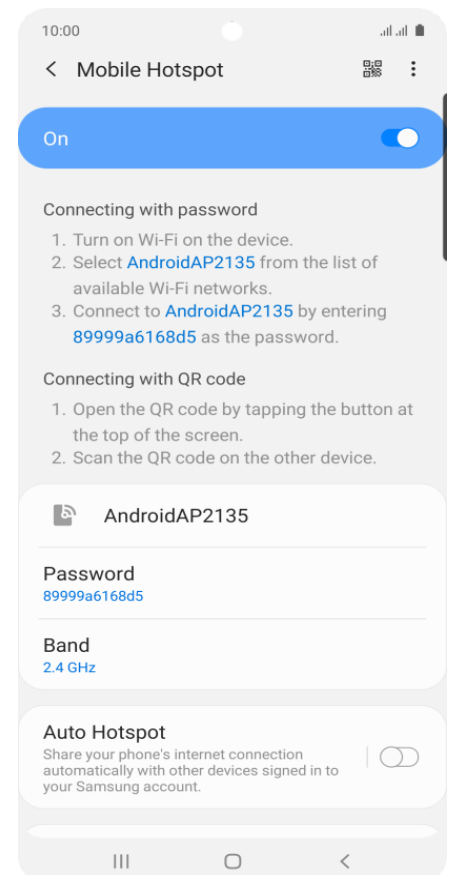 10:00
Mobile Hotspot
On
Connecting with password
1. Turn on Wi-Fi on the device.
2. Select AndroidAP2135 from the list of
available Wi-Fi networks.
3. Connect to AndroidAP2135 by entering
89999a6168d5 as the password.
Connecting with QR code
1. Open the QR code by tapping the button at
the top of the screen.
2. Scan the QR code on the other device.
AndroidAP2135
Password
89999a6168d5
Band
2.4 GHz
Auto Hotspot
Share your phone's internet connection
automatically with other devices signed in to
your Samsung account.